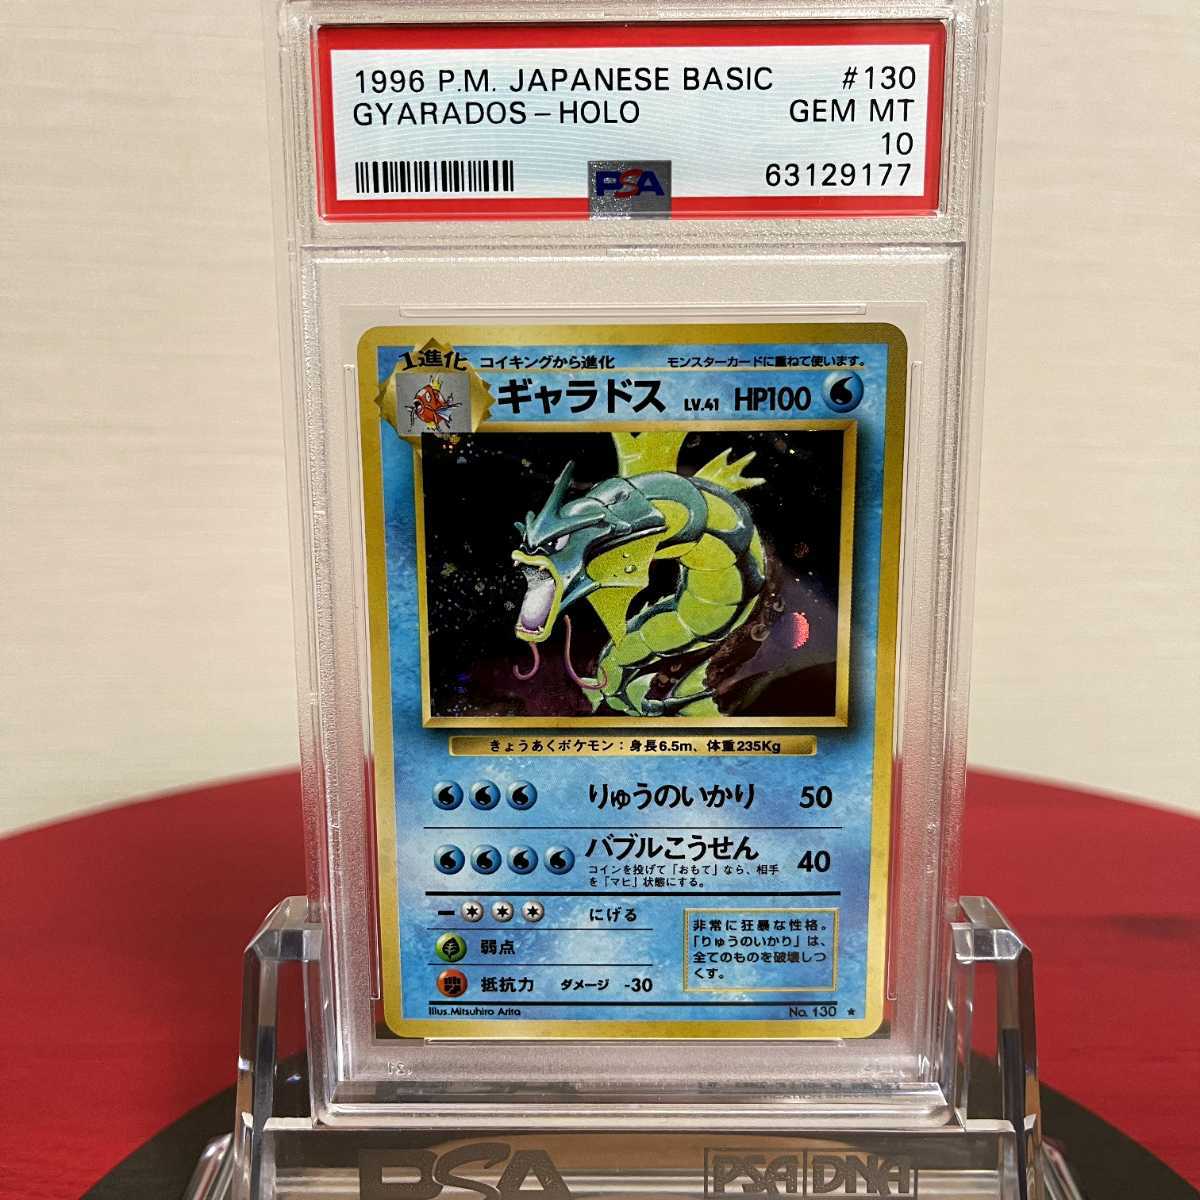 1996 P.M. JAPANESE BASIC #130
GYARADOS - HOLO GEM MT
10
PSA 63129177
1進化 コイキングから進化 モンスターカードに重ねて使います。
ギャラドス LV.41 HP100
きょうあくポケモン：身長6.5m、体重235Kg
りゅうのいかり 50
バブルこうせん 40
コインを投げて「おもて」なら、相手
を「マヒ」状態にする。
にげる
弱点
抵抗力 ダメージ -30
非常に狂暴な性格。
「りゅうのいかり」は、
全てのものを破壊しつ
くす。
Illus.Mitsuhiro Arita No. 130 ★
PSA PSA DNA